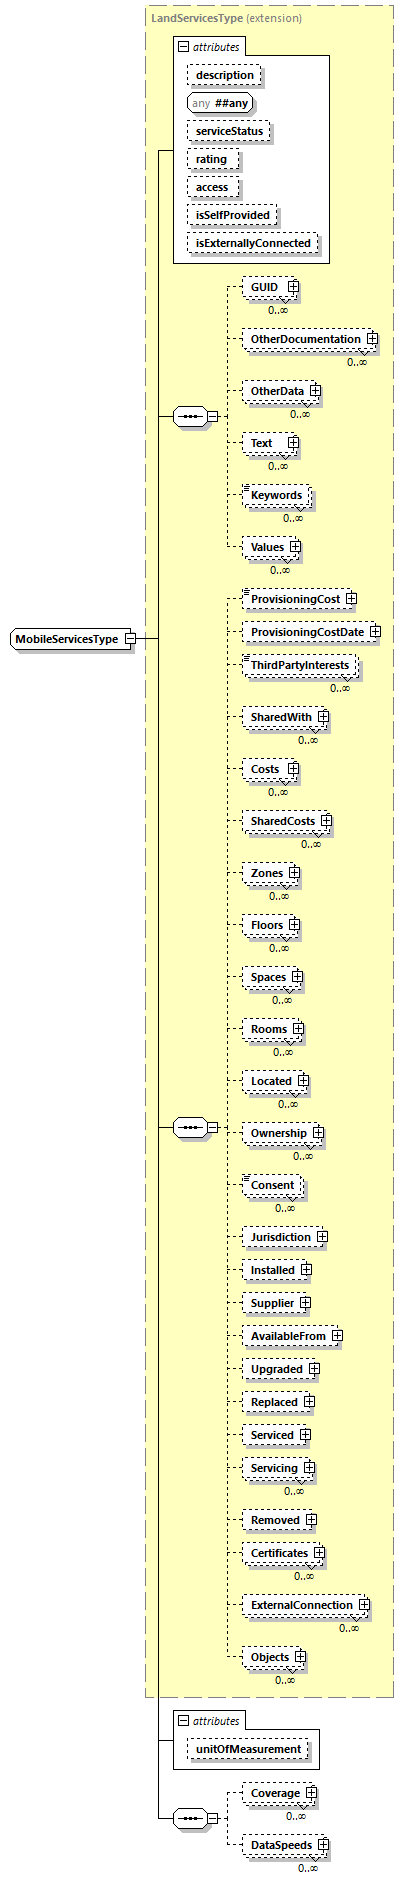 LandServicesType (extension)
attributes
description
any ##any
serviceStatus
rating
access
isSelfProvided
isExternallyConnected
GUID
0..∞
OtherDocumentation
0..∞
OtherData
0..∞
Text
0..∞
Keywords
0..∞
Values
0..∞
ProvisioningCost
ProvisioningCostDate
MobileServicesType
ThirdPartyInterests
0..∞
SharedWith
0..∞
Costs
0..∞
SharedCosts
0..∞
Zones
0..∞
Floors
0..∞
Spaces
0..∞
Rooms
0..∞
Located
0..∞
Ownership
0..∞
Consent
0..∞
Jurisdiction
Installed
Supplier
AvailableFrom
Upgraded
Replaced
Serviced
Servicing
0..∞
Removed
Certificates
0..∞
ExternalConnection
0..∞
Objects
0..∞
attributes
unitOfMeasurement
Coverage
0..∞
DataSpeeds
0..∞